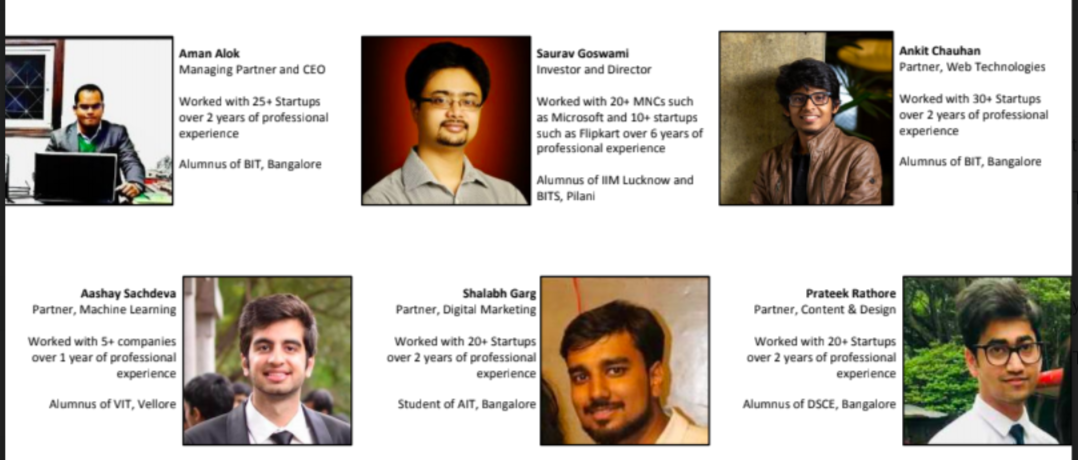 Aman Alok
Managing Partner and CEO
Worked with 25+ Startups
over 2 years of professional
experience
Alumnus of BIT, Bangalore
Saurav Goswami
Investor and Director
Worked with 20+ MNCs such
as Microsoft and 10+ startups
such as Flipkart over 6 years of
professional experience
Alumnus of IIM Lucknow and
BITS, Pilani
Ankit Chauhan
Partner, Web Technologies
Worked with 30+ Startups
over 2 years of professional
experience
Alumnus of BIT, Bangalore
Aashay Sachdeva
Partner, Machine Learning
Worked with 5+ companies
over 1 year of professional
experience
Alumnus of VIT, Vellore
Shalabh Garg
Partner, Digital Marketing
Worked with 20+ Startups
over 2 years of professional
experience
Student of AIT, Bangalore
Prateek Rathore
Partner, Content & Design
Worked with 20+ Startups
over 2 years of professional
experience
Alumnus of DSCE, Bangalore